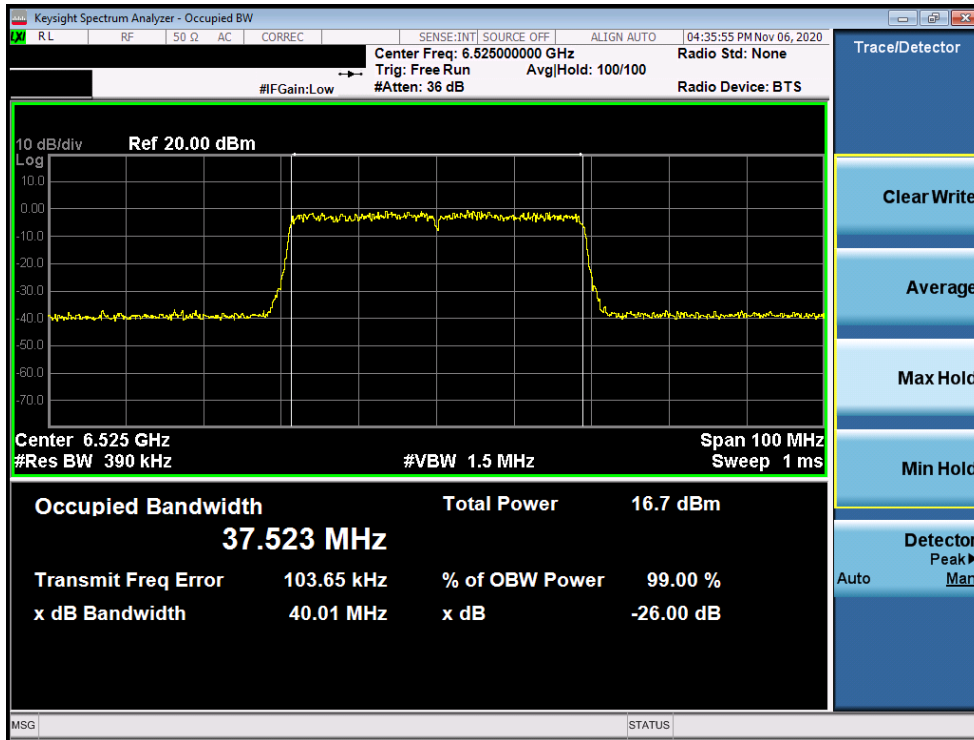 Keysight Spectrum Analyzer - Occupied BW
LXI RL RF 50 Ω AC CORREC SENSE:INT SOURCE OFF ALIGN AUTO 04:35:55 PM Nov 06, 2020
Center Freq: 6.525000000 GHz Radio Std: None
Trig: Free Run Avg|Hold: 100/100
#IFGain:Low #Atten: 36 dB Radio Device: BTS
Trace/Detector
10 dB/div Ref 20.00 dBm
Log
10.0
0.00
-10.0
-20.0
-30.0
-40.0
-50.0
-60.0
-70.0
Center 6.525 GHz Span 100 MHz
#Res BW 390 kHz #VBW 1.5 MHz Sweep 1 ms
Occupied Bandwidth Total Power 16.7 dBm
37.523 MHz
Transmit Freq Error 103.65 kHz % of OBW Power 99.00 %
x dB Bandwidth 40.01 MHz x dB -26.00 dB
Clear Write
Average
Max Hold
Min Hold
Detector
Peak▶
Auto Man
MSG STATUS